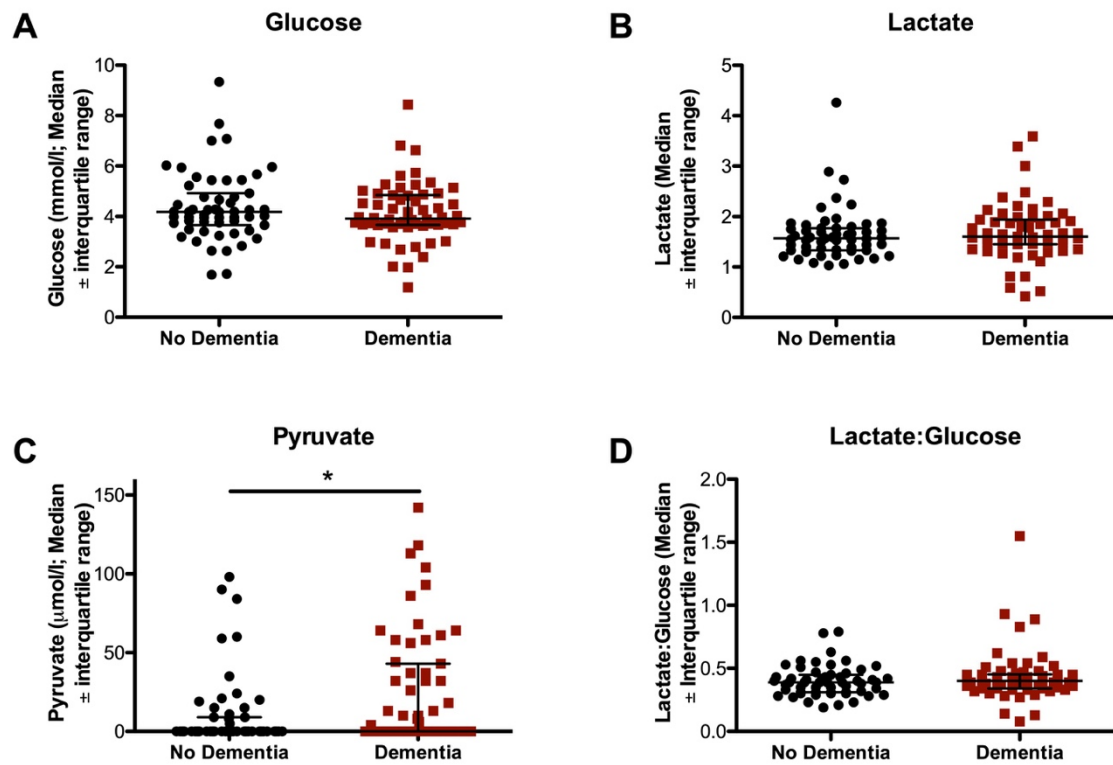 A
Glucose
Glucose (mmol/l; Median
± interquartile range)
10
8
6
4
2
0
No Dementia
Dementia
B
Lactate
Lactate (Median
± interquartile range)
5
4
3
2
1
0
No Dementia
Dementia
C
Pyruvate
Pyruvate (μmol/l; Median
± interquartile range)
150
100
50
0
*
No Dementia
Dementia
D
Lactate:Glucose
Lactate:Glucose (Median
± Interquartile range)
2.0
1.5
1.0
0.5
0.0
No Dementia
Dementia